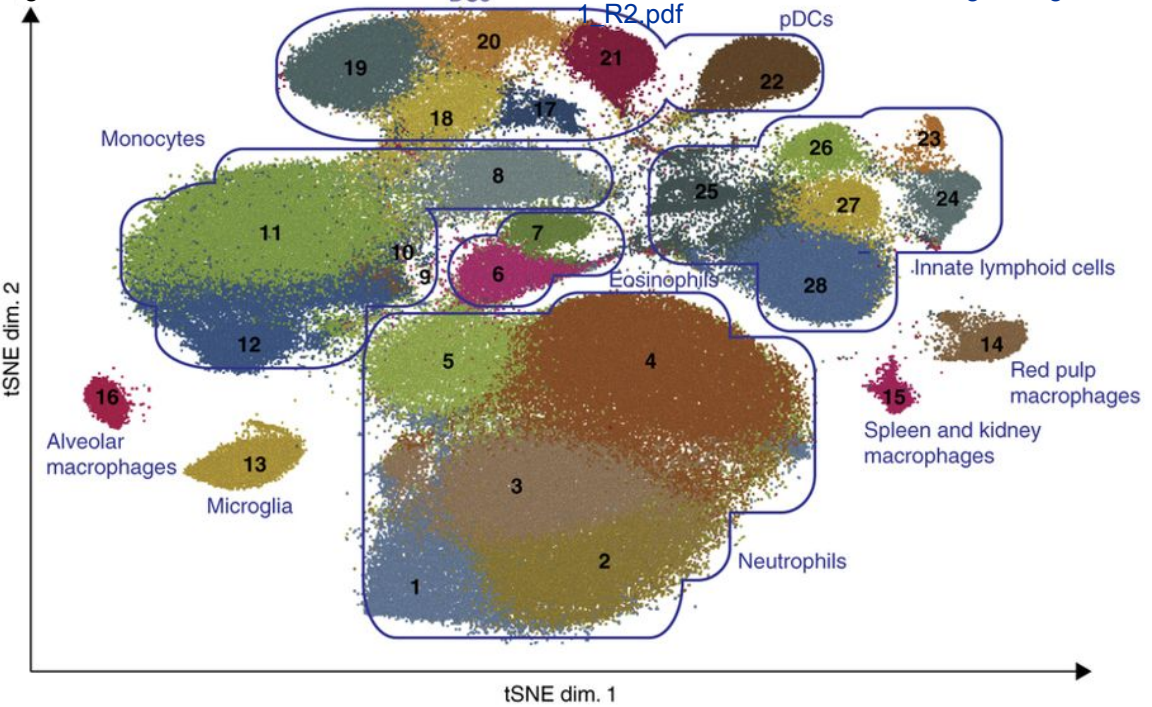 1_R2.pdf
pDCs
20
21
19
22
18
17
Monocytes
26
23
8
25
27
24
11
7
10
9
6
Innate lymphoid cells
Eosinophils
28
12
14
5
4
Red pulp
macrophages
16
15
Alveolar
macrophages
Spleen and kidney
macrophages
13
3
Microglia
2
Neutrophils
1
tSNE dim. 2
tSNE dim. 1